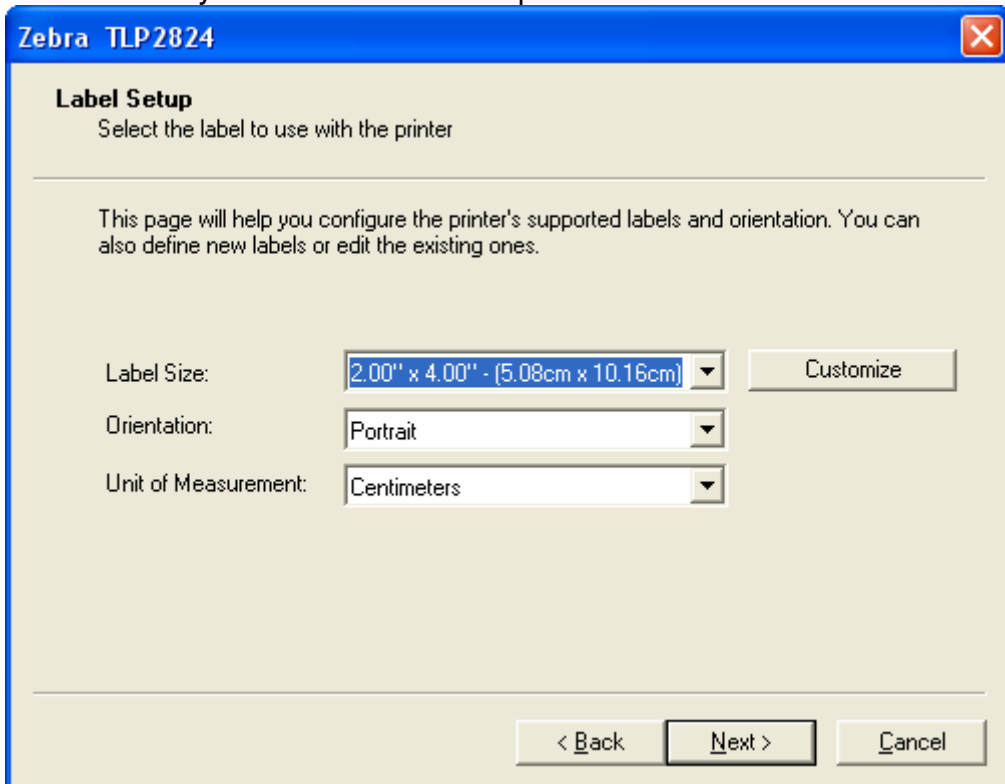 Zebra TLP2824
Label Setup
Select the label to use with the printer
This page will help you configure the printer's supported labels and orientation. You can
also define new labels or edit the existing ones.
Label Size: 2.00" x 4.00" - (5.08cm x 10.16cm) Customize
Orientation: Portrait
Unit of Measurement: Centimeters
< Back Next > Cancel